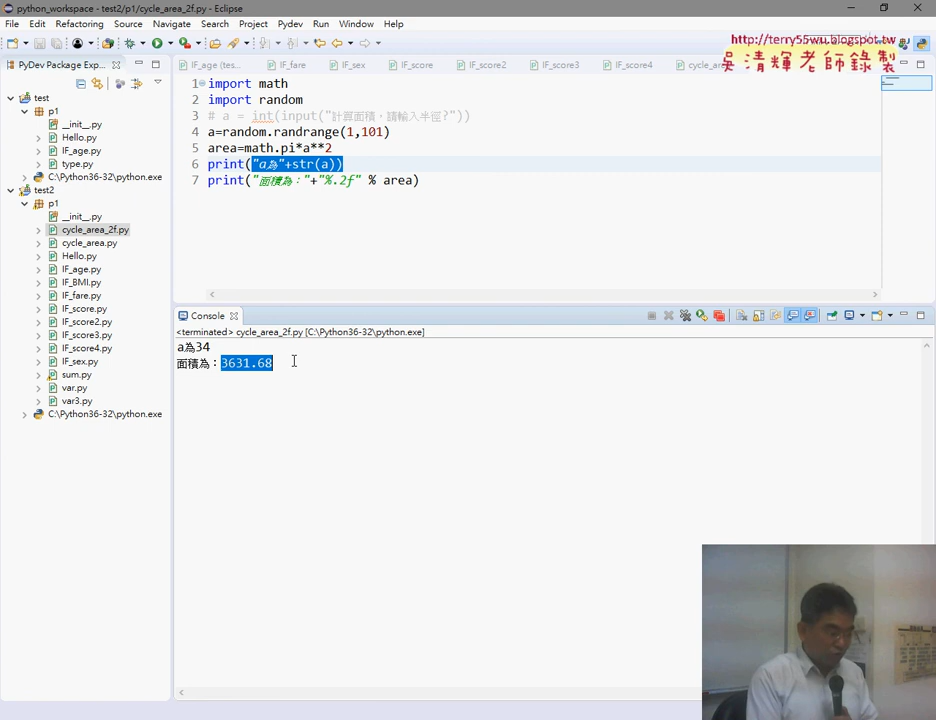 python_workspace - test2/p1/cycle_area_2f.py - Eclipse
File Edit Refactoring Source Navigate Search Project Pydev Run Window Help
http://terry55wu.blogspot.tw
吳清輝老師錄製
PyDev Package Exp...
IF_age (tes...
IF_fare
IF_sex
IF_score
IF_score2
IF_score3
IF_score4
test
p1
__init__.py
Hello.py
IF_age.py
type.py
C:\Python36-32\python.exe
test2
p1
__init__.py
cycle_area_2f.py
cycle_area.py
Hello.py
IF_age.py
IF_BMI.py
IF_fare.py
IF_score.py
IF_score2.py
IF_score3.py
IF_score4.py
IF_sex.py
sum.py
var.py
var3.py
C:\Python36-32\python.exe
1 import math
2 import random
3 # a = int(input("計算面積，請輸入半徑?"))
4 a=random.randrange(1,101)
5 area=math.pi*a**2
6 print("a為"+str(a))
7 print("面積為："+"%.2f" % area)
Console
<terminated> cycle_area_2f.py [C:\Python36-32\python.exe]
a為34
面積為：3631.68